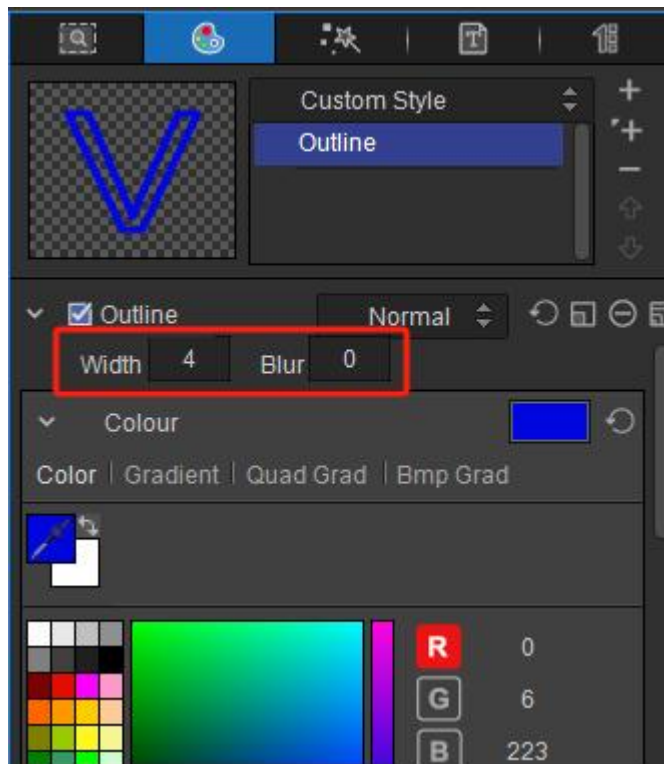 V
Custom Style
Outline
Outline Normal
Width 4 Blur 0
Colour
Color | Gradient | Quad Grad | Bmp Grad
R 0
G 6
B 223